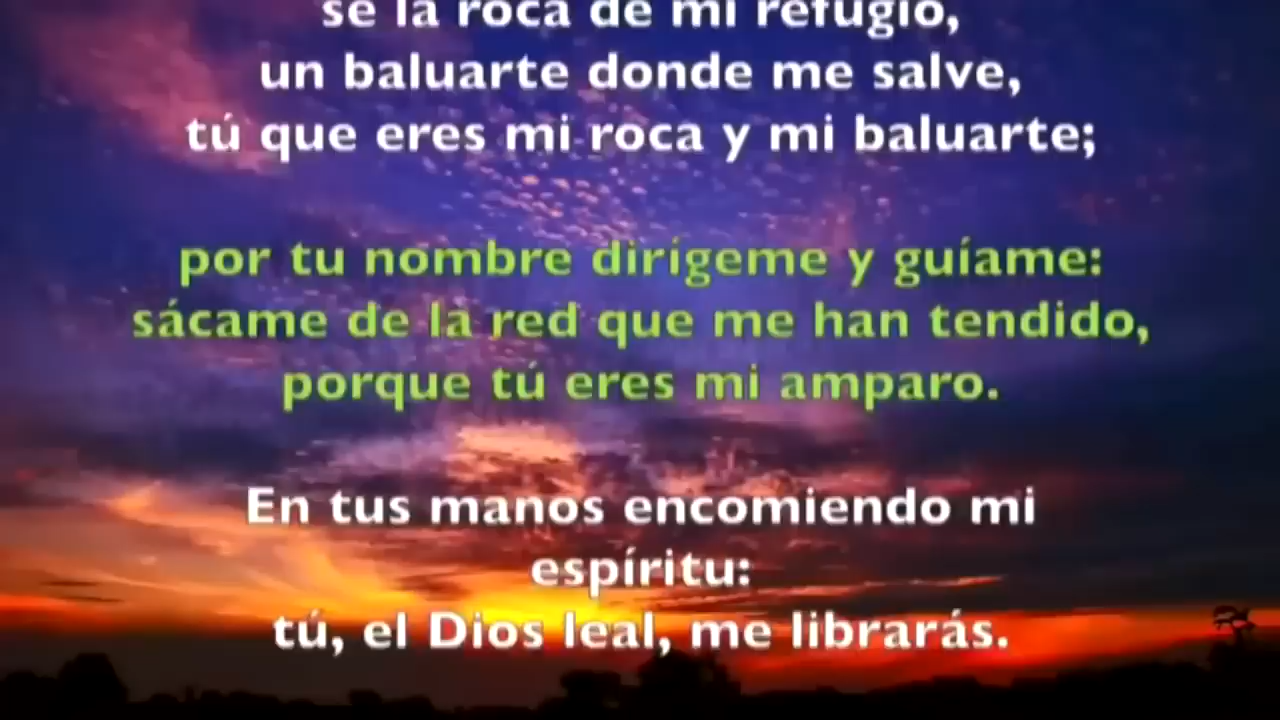 sé la roca de mi refugio,
un baluarte donde me salve,
tú que eres mi roca y mi baluarte;
por tu nombre dirígeme y guíame:
sácame de la red que me han tendido,
porque tú eres mi amparo.
En tus manos encomiendo mi
espíritu:
tú, el Dios leal, me librarás.